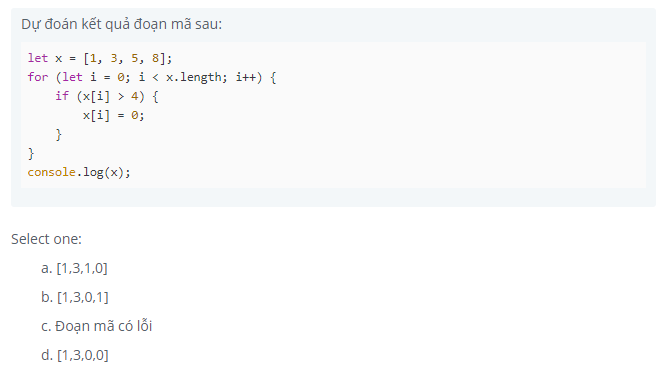 Dự đoán kết quả đoạn mã sau:
let x = [1, 3, 5, 8];
for (let i = 0; i < x.length; i++) {
    if (x[i] > 4) {
        x[i] = 0;
    }
}
console.log(x);
Select one:
a. [1,3,1,0]
b. [1,3,0,1]
c. Đoạn mã có lỗi
d. [1,3,0,0]